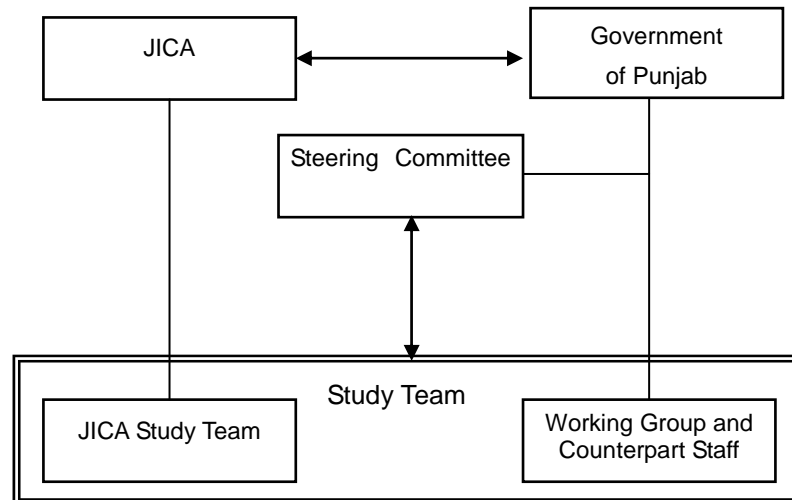 JICA
Government
of Punjab
Steering Committee
Study Team
JICA Study Team
Working Group and
Counterpart Staff